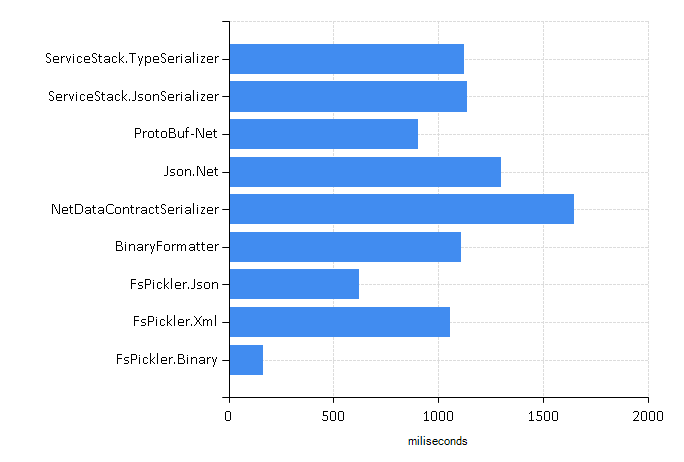 ServiceStack.TypeSerializer
ServiceStack.JsonSerializer
ProtoBuf-Net
Json.Net
NetDataContractSerializer
BinaryFormatter
FsPickler.Json
FsPickler.Xml
FsPickler.Binary
0 500 1000 1500 2000
miliseconds